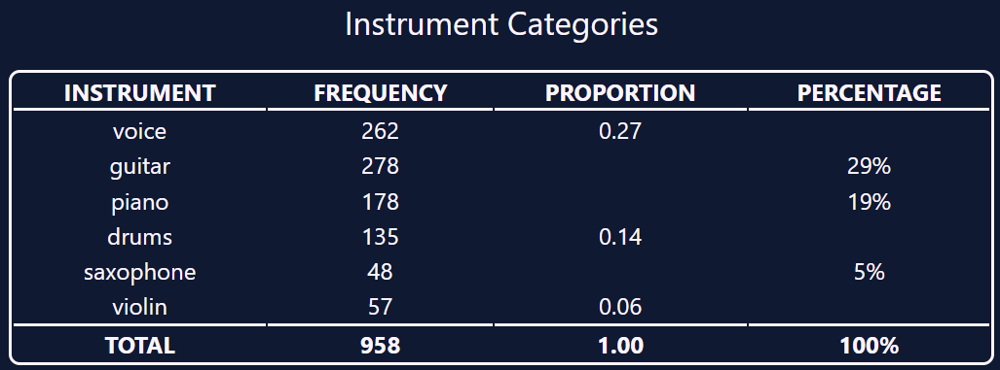 Instrument Categories
INSTRUMENT FREQUENCY PROPORTION PERCENTAGE
voice 262 0.27
guitar 278 29%
piano 178 19%
drums 135 0.14
saxophone 48 5%
violin 57 0.06
TOTAL 958 1.00 100%